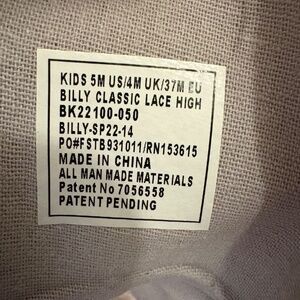 KIDS 5M US/4M UK/37M EU
BILLY CLASSIC LACE HIGH
BK22100-050
BILLY-SP22-14
PO#FSTB931011/RN153615
MADE IN CHINA
ALL MAN MADE MATERIALS
Patent No 7056558
PATENT PENDING